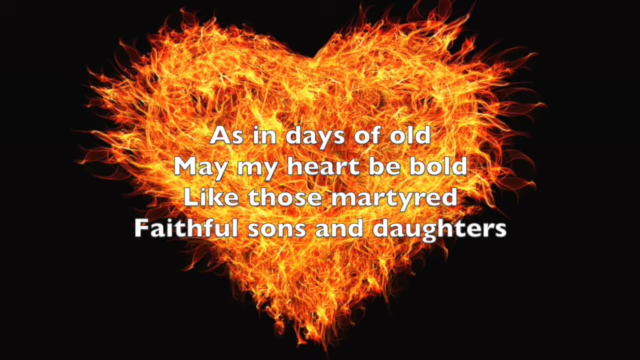 As in days of old
May my heart be bold
Like those martyred
Faithful sons and daughters